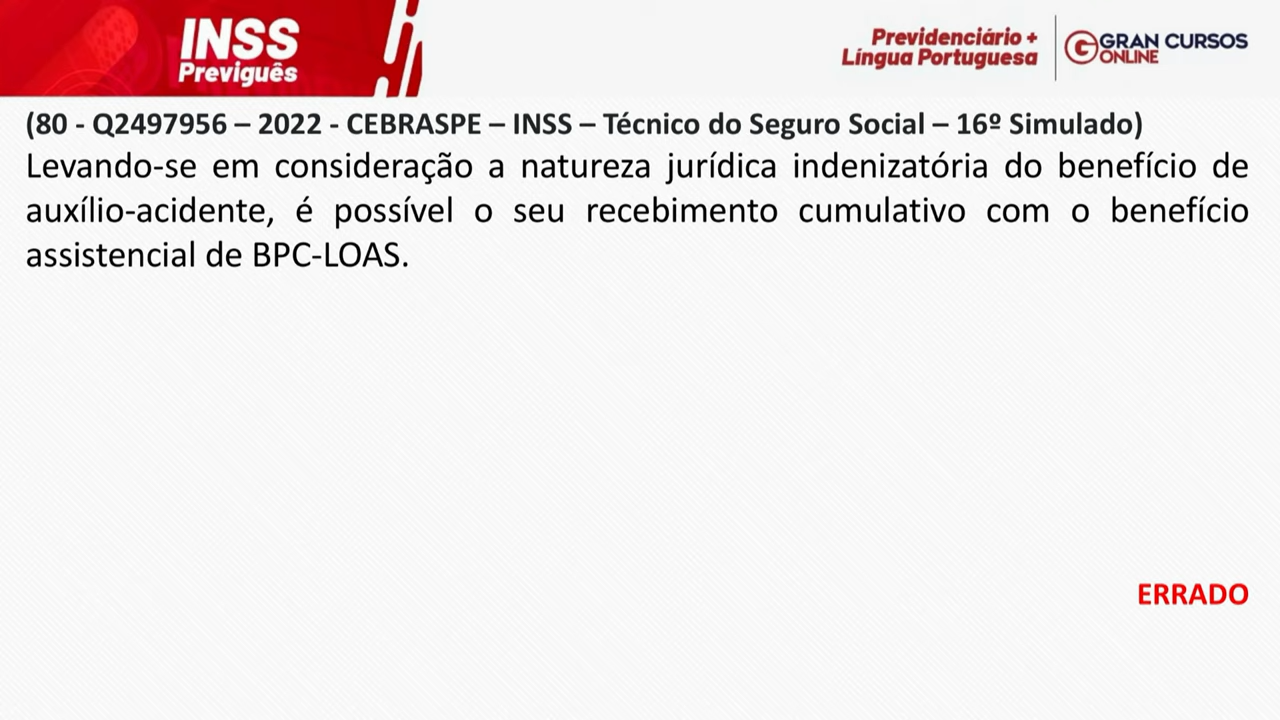 INSS
Previguês
Previdenciário +
Língua Portuguesa
GRAN CURSOS
ONLINE
(80 - Q2497956 – 2022 - CEBRASPE – INSS – Técnico do Seguro Social – 16º Simulado)
Levando-se em consideração a natureza jurídica indenizatória do benefício de
auxílio-acidente, é possível o seu recebimento cumulativo com o benefício
assistencial de BPC-LOAS.
ERRADO